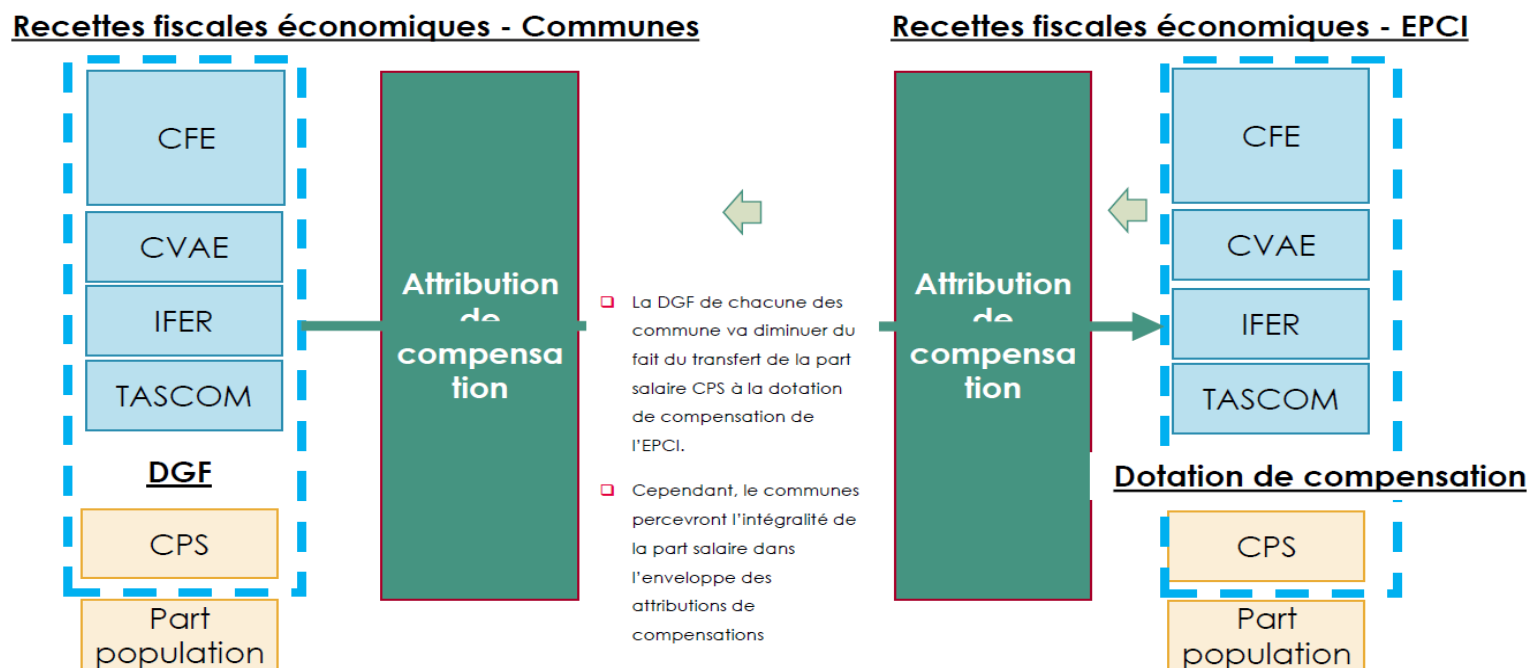 Recettes fiscales économiques - Communes
CFE
CVAE
IFER
TASCOM
DGF
CPS
Part
population
Attribution
de
compensa
tion
La DGF de chacune des
commune va diminuer du
fait du transfert de la part
salaire CPS à la dotation
de compensation de
l'EPCI.
Cependant, le communes
percevront l'intégralité de
la part salaire dans
l'enveloppe des
attributions de
compensations
Recettes fiscales économiques - EPCI
Attribution
de
compensa
tion
CFE
CVAE
IFER
TASCOM
Dotation de compensation
CPS
Part
population